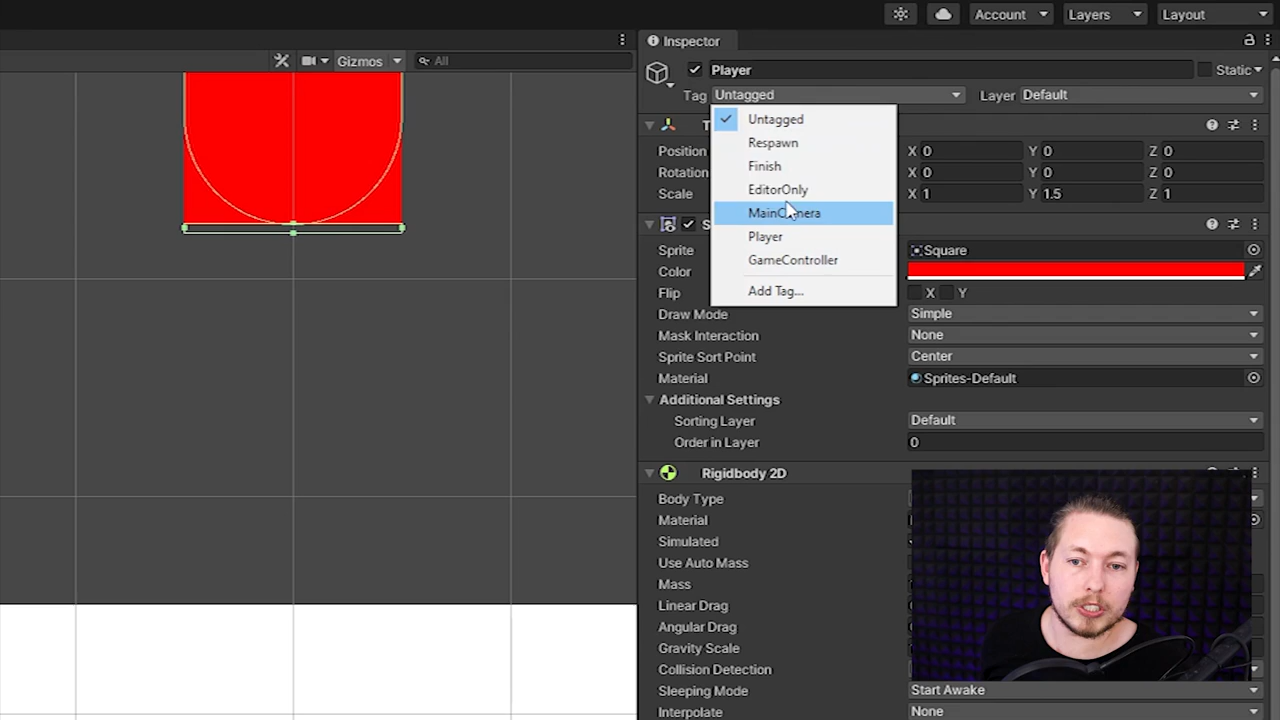 Account Layers Layout
Inspector
Gizmos All
Player Static
Tag Untagged Layer Default
Untagged
Respawn
Finish
EditorOnly
MainCamera
Player
GameController
Add Tag...
T
Position X 0 Y 0 Z 0
Rotation X 0 Y 0 Z 0
Scale X 1 Y 1.5 Z 1
S
Sprite Square
Color
Flip X Y
Draw Mode Simple
Mask Interaction None
Sprite Sort Point Center
Material Sprites-Default
Additional Settings
Sorting Layer Default
Order in Layer 0
Rigidbody 2D
Body Type
Material
Simulated
Use Auto Mass
Mass
Linear Drag
Angular Drag
Gravity Scale
Collision Detection
Sleeping Mode Start Awake
Interpolate None